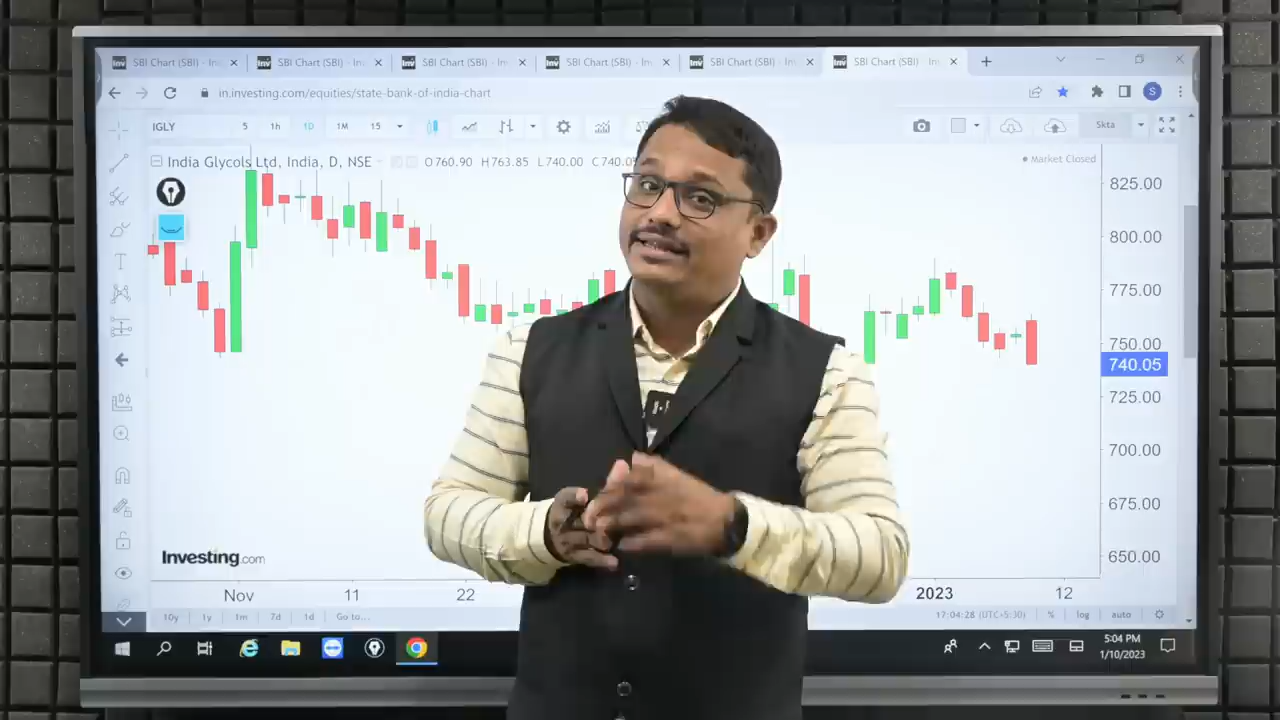 SBI Chart (SBI) - In
SBI Chart (SBI) - In
SBI Chart (SBI) - In
SBI Chart (SBI) - In
SBI Chart (SBI) - In
SBI Chart (SBI) - In
in.investing.com/equities/state-bank-of-india-chart
S
IGLY 5 1h 1D 1M 15 Skta
India Glycols Ltd, India, D, NSE O760.90 H763.85 L740.00 C740.05
Market Closed
825.00
800.00
775.00
750.00
740.05
725.00
700.00
675.00
650.00
Investing.com
Nov 11 22 2023 12
10y 1y 1m 7d 1d Go to... 17:04:28 (UTC+5:30) % log auto
5:04 PM
1/10/2023